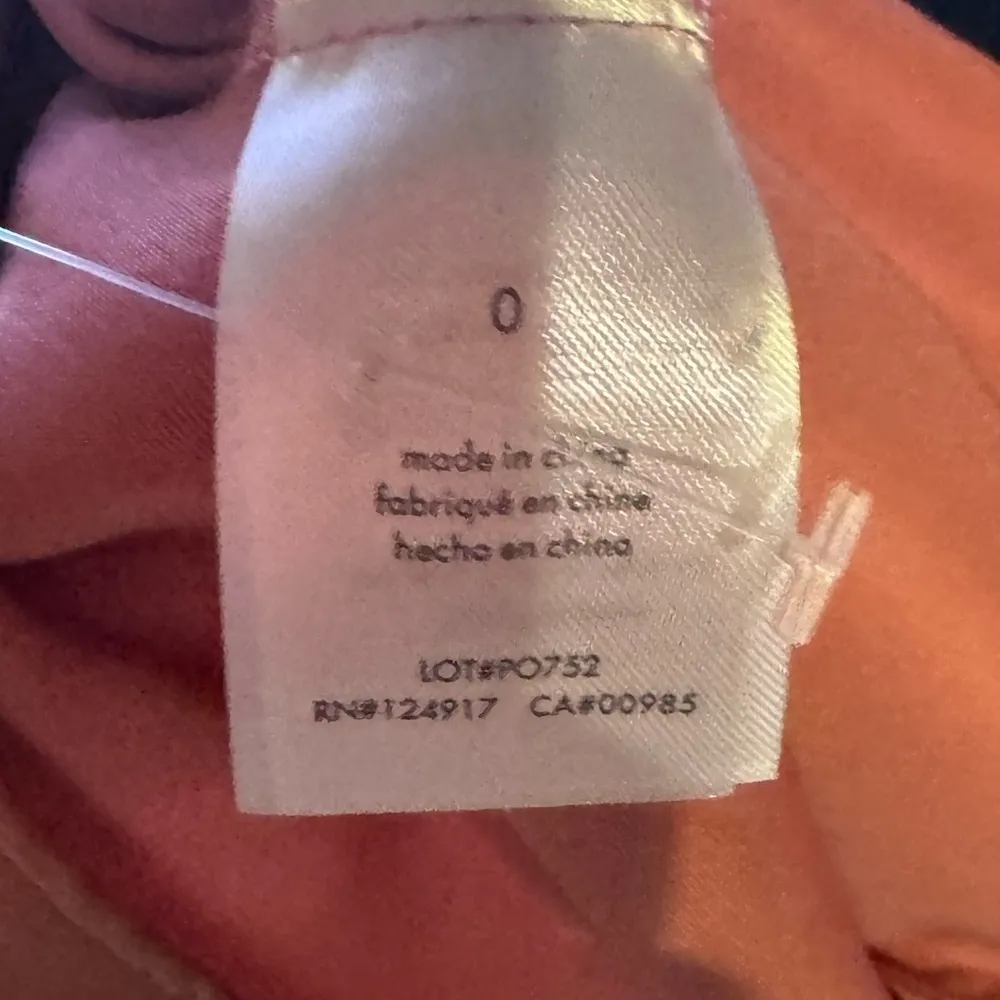 0
made in china
fabriqué en chine
hecho en china
LOT#PO752
RN#124917 CA#00985